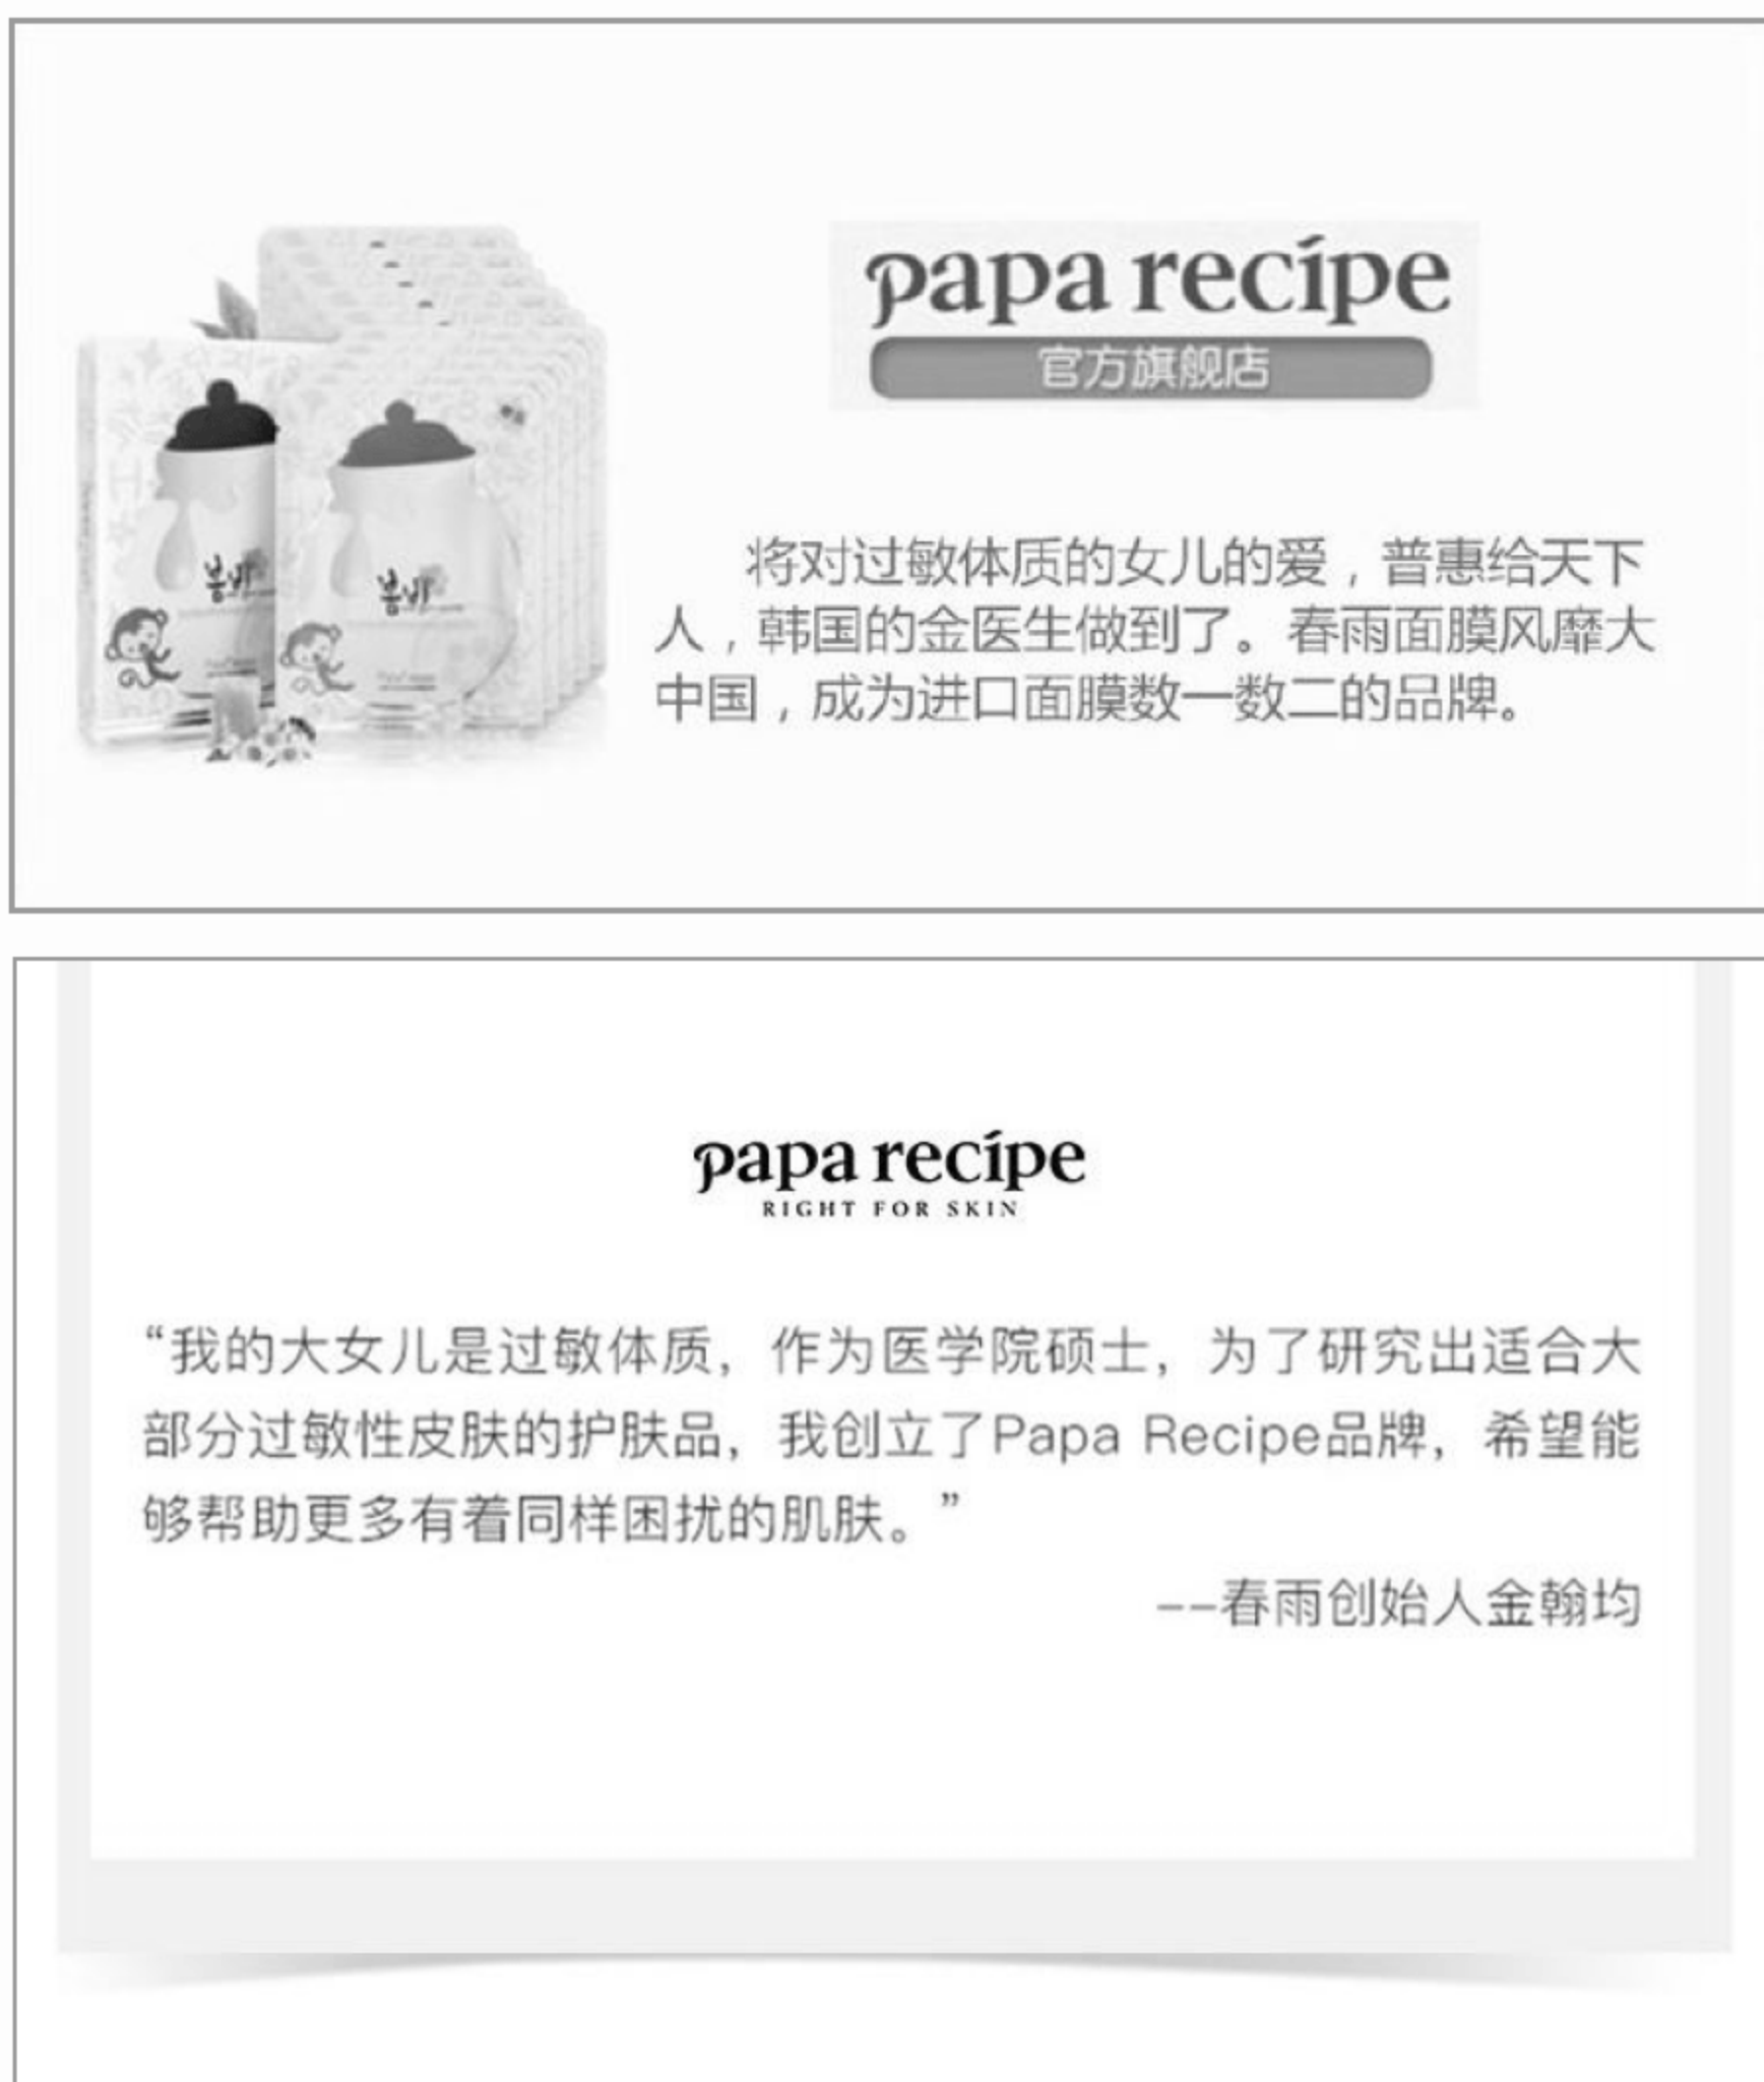 papa recipe
官方旗舰店
봄비
봄비
将对过敏体质的女儿的爱，普惠给天下
人，韩国的金医生做到了。春雨面膜风靡大
中国，成为进口面膜数一数二的品牌。
papa recipe
RIGHT FOR SKIN
“我的大女儿是过敏体质，作为医学院硕士，为了研究出适合大
部分过敏性皮肤的护肤品，我创立了Papa Recipe品牌，希望能
够帮助更多有着同样困扰的肌肤。”
--春雨创始人金翰均